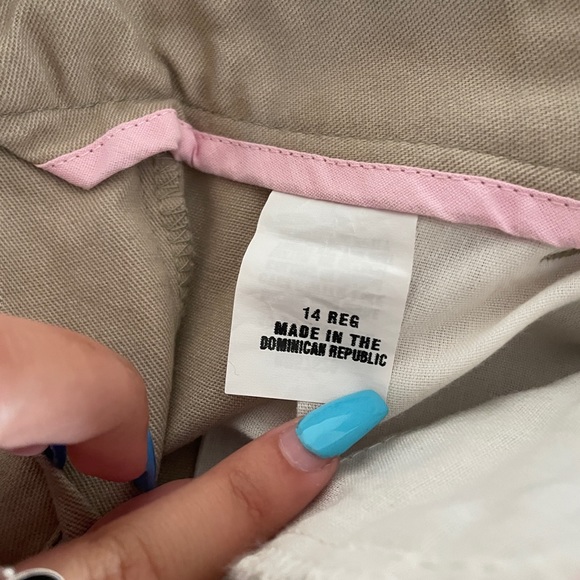 14 REG
MADE IN THE
DOMINICAN REPUBLIC